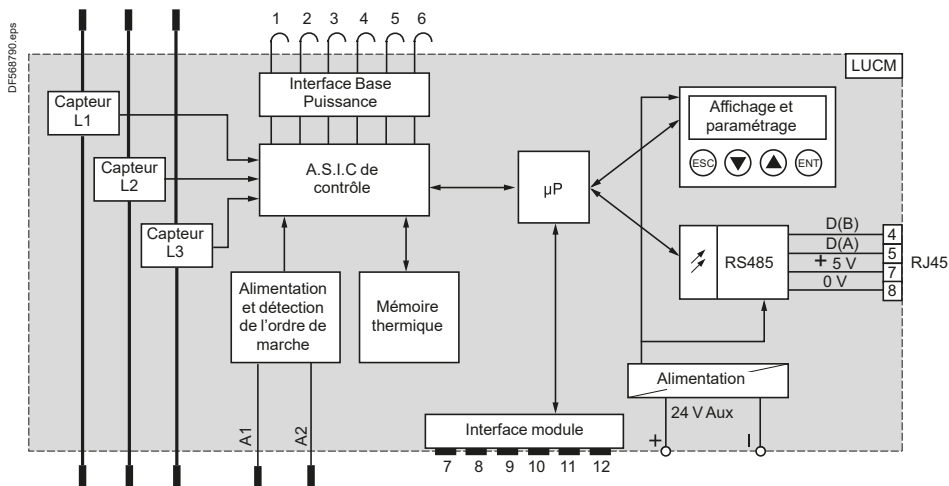 DF568790.eps
1 2 3 4 5 6
LUCM
Interface Base
Puissance
Capteur
L1
Capteur
L2
Capteur
L3
A.S.I.C de
contrôle
µP
Affichage et
paramétrage
ESC
ENT
RS485
D(B)
D(A)
+ 5 V
0 V
4
5
7
8
RJ45
Alimentation
et détection
de l'ordre de
marche
Mémoire
thermique
Alimentation
24 V Aux
+
–
A1
A2
Interface module
7 8 9 10 11 12